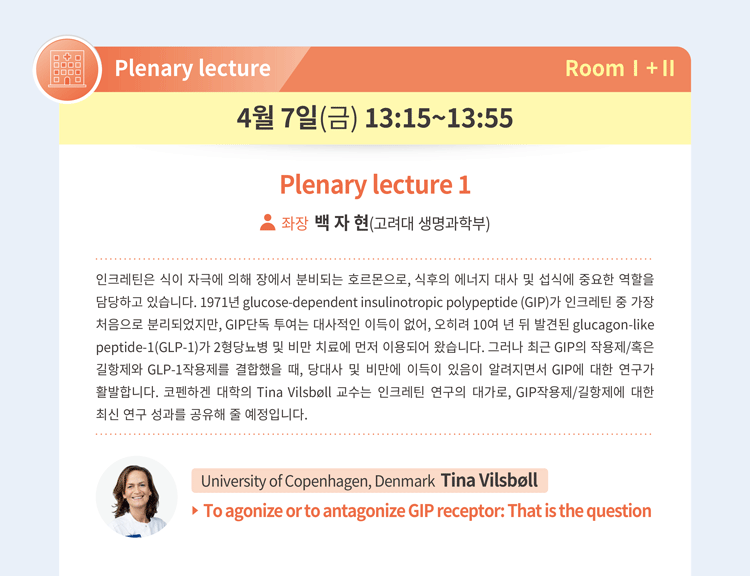 Plenary lecture
Room Ⅰ+Ⅱ
4월 7일(금) 13:15~13:55
Plenary lecture 1
좌장 백 자 현(고려대 생명과학부)
인크레틴은 식이 자극에 의해 장에서 분비되는 호르몬으로, 식후의 에너지 대사 및 섭식에 중요한 역할을
담당하고 있습니다. 1971년 glucose-dependent insulinotropic polypeptide (GIP)가 인크레틴 중 가장
처음으로 분리되었지만, GIP단독 투여는 대사적인 이득이 없어, 오히려 10여 년 뒤 발견된 glucagon-like
peptide-1(GLP-1)가 2형당뇨병 및 비만 치료에 먼저 이용되어 왔습니다. 그러나 최근 GIP의 작용제/혹은
길항제와 GLP-1작용제를 결합했을 때, 당대사 및 비만에 이득이 있음이 알려지면서 GIP에 대한 연구가
활발합니다. 코펜하겐 대학의 Tina Vilsbøll 교수는 인크레틴 연구의 대가로, GIP작용제/길항제에 대한
최신 연구 성과를 공유해 줄 예정입니다.
University of Copenhagen, Denmark Tina Vilsbøll
To agonize or to antagonize GIP receptor: That is the question